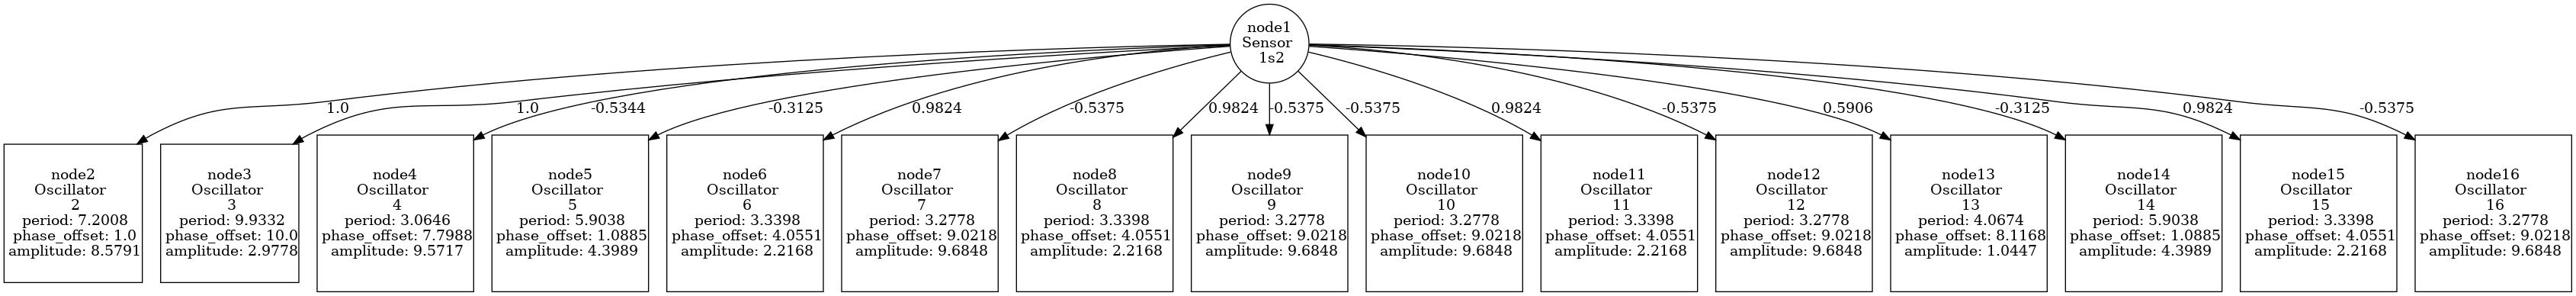 node1
Sensor
1s2
1.0
1.0
-0.5344
-0.3125
0.9824
-0.5375
0.9824
-0.5375
-0.5375
0.9824
-0.5375
0.5906
-0.3125
0.9824
-0.5375
node2
Oscillator
2
period: 7.2008
phase_offset: 1.0
amplitude: 8.5791
node3
Oscillator
3
period: 9.9332
phase_offset: 10.0
amplitude: 2.9778
node4
Oscillator
4
period: 3.0646
phase_offset: 7.7988
amplitude: 9.5717
node5
Oscillator
5
period: 5.9038
phase_offset: 1.0885
amplitude: 4.3989
node6
Oscillator
6
period: 3.3398
phase_offset: 4.0551
amplitude: 2.2168
node7
Oscillator
7
period: 3.2778
phase_offset: 9.0218
amplitude: 9.6848
node8
Oscillator
8
period: 3.3398
phase_offset: 4.0551
amplitude: 2.2168
node9
Oscillator
9
period: 3.2778
phase_offset: 9.0218
amplitude: 9.6848
node10
Oscillator
10
period: 3.2778
phase_offset: 9.0218
amplitude: 9.6848
node11
Oscillator
11
period: 3.3398
phase_offset: 4.0551
amplitude: 2.2168
node12
Oscillator
12
period: 3.2778
phase_offset: 9.0218
amplitude: 9.6848
node13
Oscillator
13
period: 4.0674
phase_offset: 8.1168
amplitude: 1.0447
node14
Oscillator
14
period: 5.9038
phase_offset: 1.0885
amplitude: 4.3989
node15
Oscillator
15
period: 3.3398
phase_offset: 4.0551
amplitude: 2.2168
node16
Oscillator
16
period: 3.2778
phase_offset: 9.0218
amplitude: 9.6848